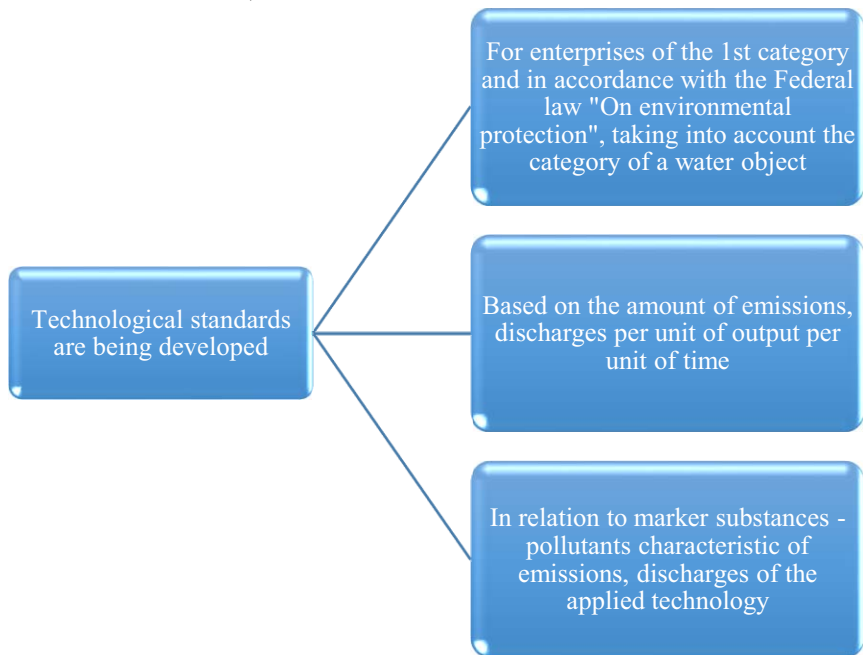 For enterprises of the 1st category
and in accordance with the Federal
law "On environmental
protection", taking into account the
category of a water object
Technological standards
are being developed
Based on the amount of emissions,
discharges per unit of output per
unit of time
In relation to marker substances -
pollutants characteristic of
emissions, discharges of the
applied technology